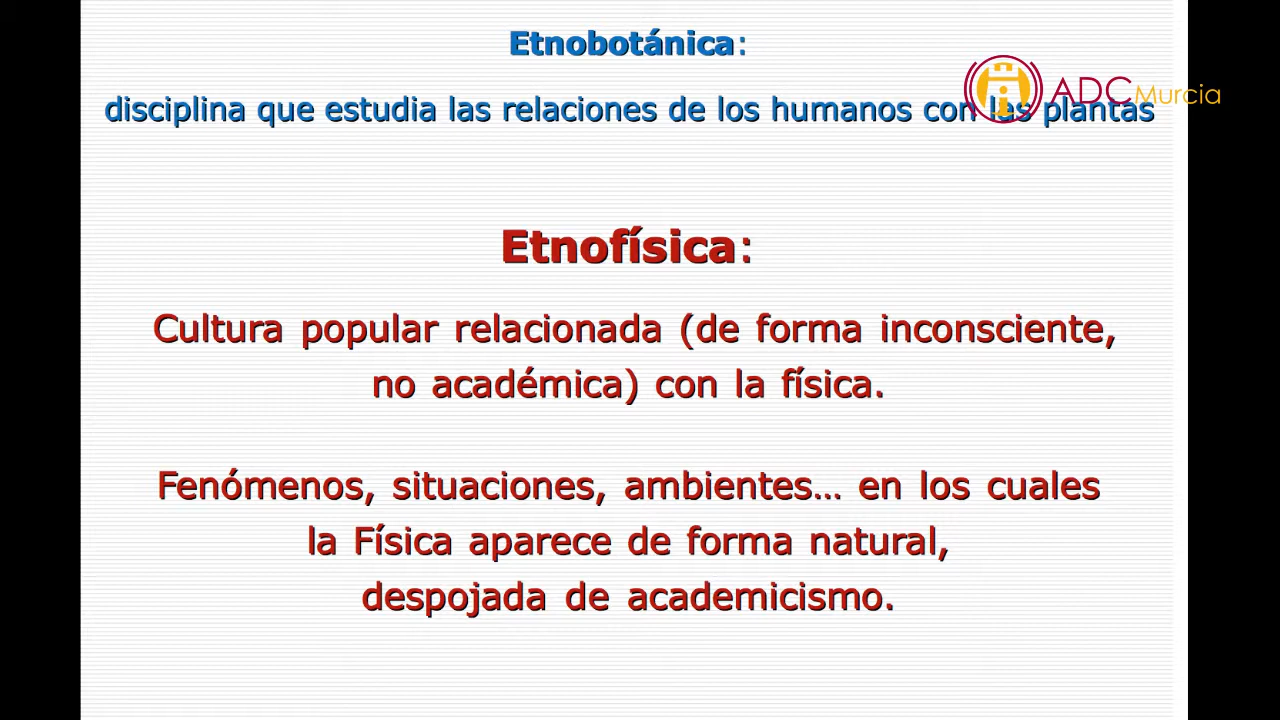 Etnobotánica:
ADCMurcia
disciplina que estudia las relaciones de los humanos con las plantas
Etnofísica:
Cultura popular relacionada (de forma inconsciente,
no académica) con la física.
Fenómenos, situaciones, ambientes… en los cuales
la Física aparece de forma natural,
despojada de academicismo.